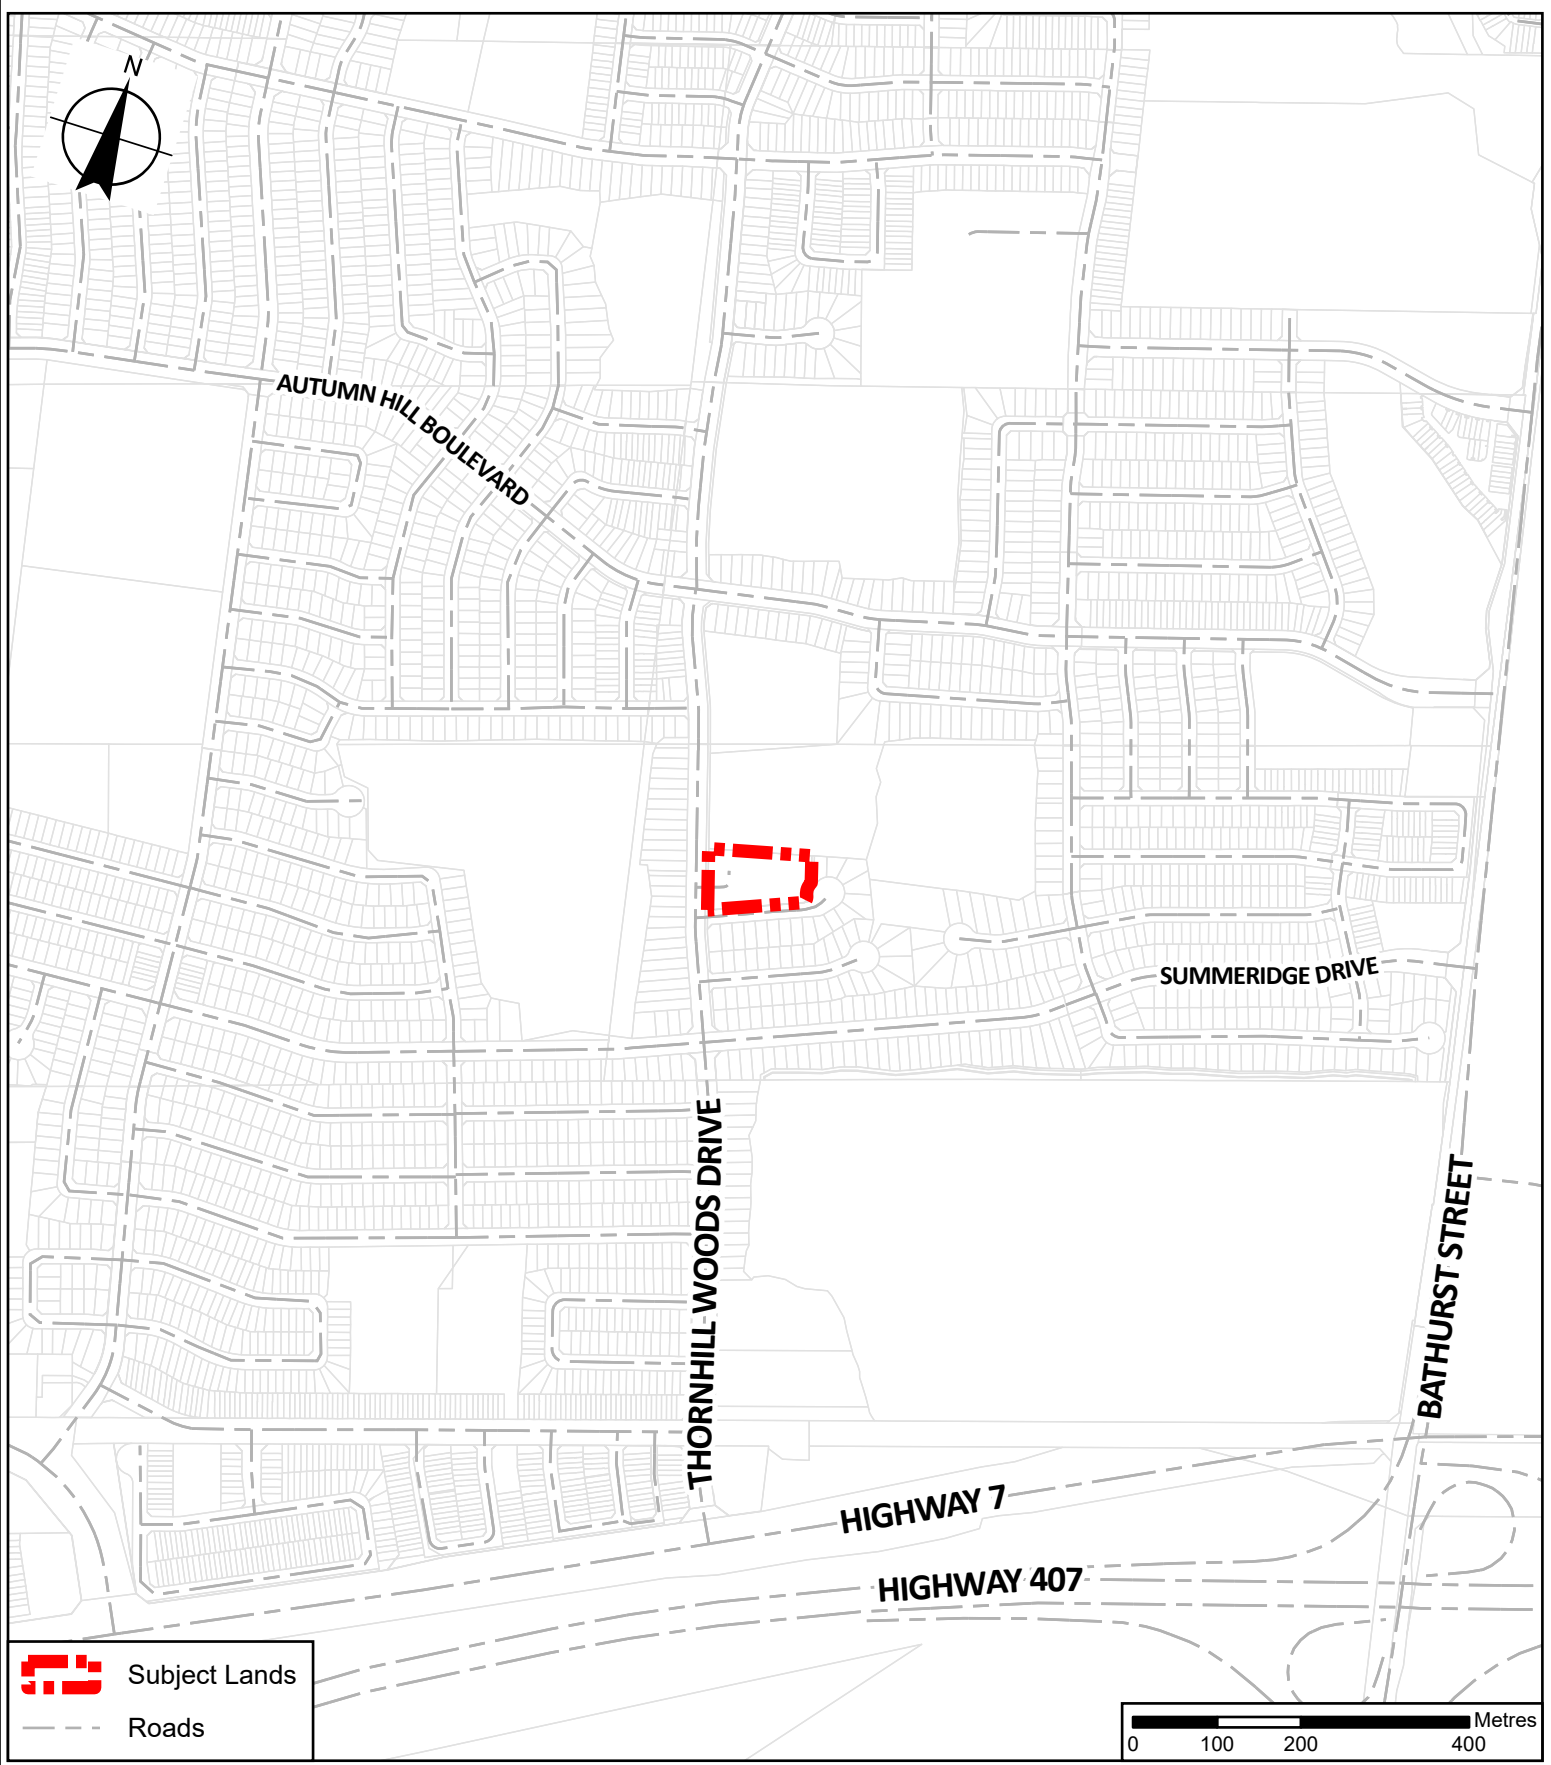 N
AUTUMN HILL BOULEVARD
SUMMERIDGE DRIVE
THORNHILL WOODS DRIVE
BATHURST STREET
HIGHWAY 7
HIGHWAY 407
Subject Lands
Roads
Metres
0 100 200 400